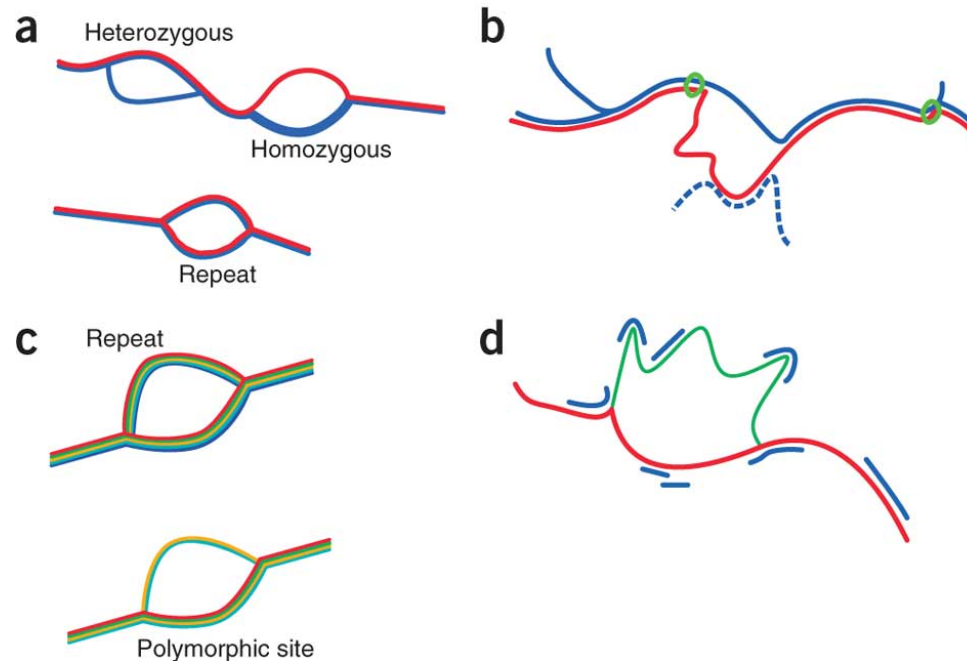 a
Heterozygous
Homozygous
Repeat
b
c
Repeat
Polymorphic site
d